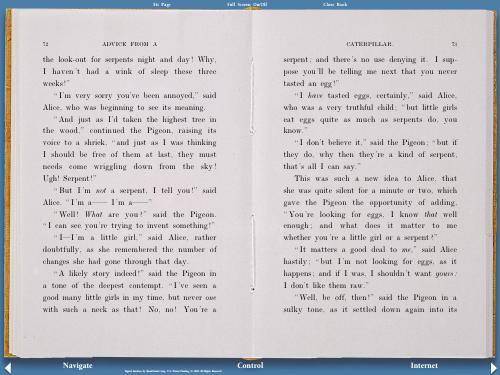 Str Page
Full Screen On/Off
Close Book
72
ADVICE FROM A
the look-out for serpents night and day! Why,
I haven't had a wink of sleep these three
weeks!"
"I'm very sorry you've been annoyed," said
Alice, who was beginning to see its meaning.
"And just as I'd taken the highest tree in
the wood," continued the Pigeon, raising its
voice to a shriek, "and just as I was thinking
I should be free of them at last, they must
needs come wriggling down from the sky!
Ugh! Serpent!"
"But I'm not a serpent, I tell you!" said
Alice. "I'm a—— I'm a——"
"Well! What are you?" said the Pigeon.
"I can see you're trying to invent something!"
"I—I'm a little girl," said Alice, rather
doubtfully, as she remembered the number of
changes she had gone through that day.
"A likely story indeed!" said the Pigeon in
a tone of the deepest contempt. "I've seen a
good many little girls in my time, but never one
with such a neck as that! No, no! You're a
CATERPILLAR.
73
serpent; and there's no use denying it. I sup-
pose you'll be telling me next that you never
tasted an egg!"
"I have tasted eggs, certainly," said Alice,
who was a very truthful child; "but little girls
eat eggs quite as much as serpents do, you
know."
"I don't believe it," said the Pigeon; "but if
they do, why then they're a kind of serpent,
that's all I can say."
This was such a new idea to Alice, that
she was quite silent for a minute or two, which
gave the Pigeon the opportunity of adding,
"You're looking for eggs, I know that well
enough; and what does it matter to me
whether you're a little girl or a serpent?"
"It matters a good deal to me," said Alice
hastily; "but I'm not looking for eggs, as it
happens; and if I was, I shouldn't want yours:
I don't like them raw."
"Well, be off, then!" said the Pigeon in a
sulky tone, as it settled down again into its
Navigate
Control
Internet